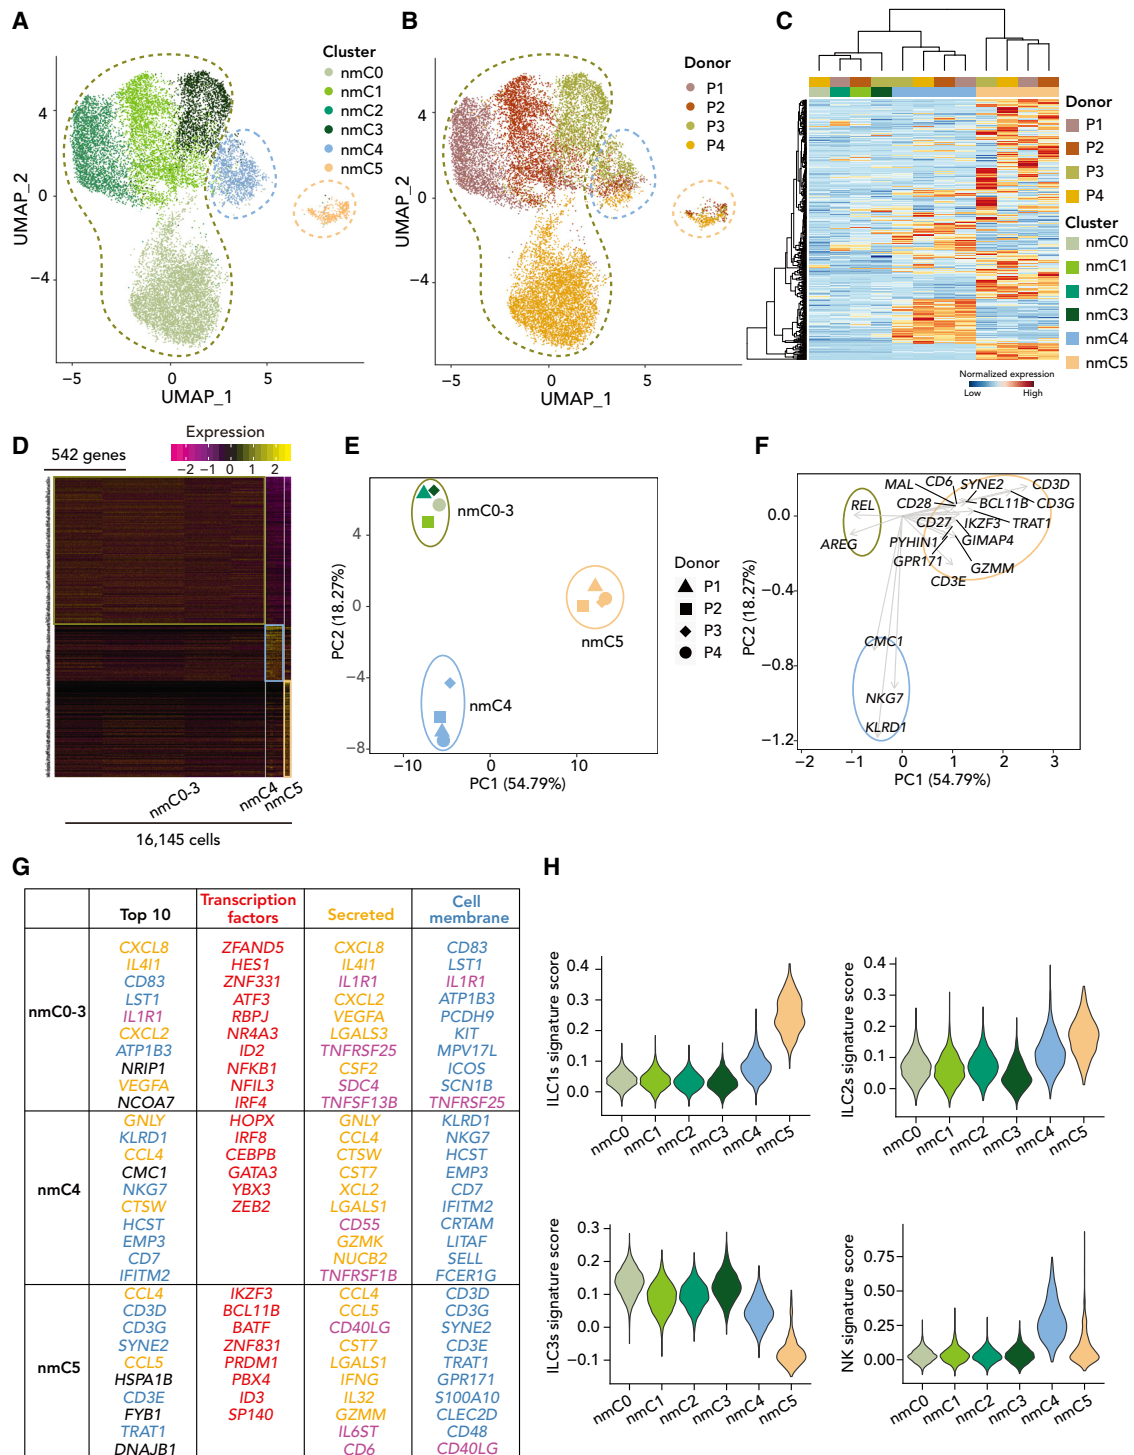 A
Cluster
nmC0
nmC1
nmC2
nmC3
nmC4
nmC5
UMAP_2
4
0
−4
−5
0
5
UMAP_1
B
Donor
P1
P2
P3
P4
UMAP_2
4
0
−4
−5
0
5
UMAP_1
C
Donor
P1
P2
P3
P4
Cluster
nmC0
nmC1
nmC2
nmC3
nmC4
nmC5
Normalized expression
Low
High
D
Expression
542 genes
−2 −1 0 1 2
nmC0-3
nmC4
nmC5
16,145 cells
E
nmC0-3
nmC5
nmC4
PC2 (18.27%)
4
0
−4
−8
−10
0
10
PC1 (54.79%)
Donor
P1
P2
P3
P4
F
MAL
CD6
SYNE2
CD3D
REL
CD28
BCL11B
CD3G
CD27
IKZF3
TRAT1
AREG
PYHIN1
GIMAP4
GPR171
GZMM
CD3E
CMC1
NKG7
KLRD1
PC2 (18.27%)
0.0
−0.4
−0.8
−1.2
−2
−1
0
1
2
3
PC1 (54.79%)
G
Top 10
Transcription factors
Secreted
Cell membrane
nmC0-3
CXCL8 ZFAND5 CXCL8 CD83
IL4I1 HES1 IL4I1 LST1
CD83 ZNF331 IL1R1 IL1R1
LST1 ATF3 CXCL2 ATP1B3
IL1R1 RBPJ VEGFA PCDH9
CXCL2 NR4A3 LGALS3 KIT
ATP1B3 ID2 TNFRSF25 MPV17L
NRIP1 NFKB1 CSF2 ICOS
VEGFA NFIL3 SDC4 SCN1B
NCOA7 IRF4 TNFSF13B TNFRSF25
nmC4
GNLY HOPX GNLY KLRD1
KLRD1 IRF8 CCL4 NKG7
CCL4 CEBPB CTSW HCST
CMC1 GATA3 CST7 EMP3
NKG7 YBX3 XCL2 CD7
CTSW ZEB2 LGALS1 IFITM2
HCST CD55 CRTAM
EMP3 GZMK LITAF
CD7 NUCB2 SELL
IFITM2 TNFRSF1B FCER1G
nmC5
CCL4 IKZF3 CCL4 CD3D
CD3D BCL11B CCL5 CD3G
CD3G BATF CD40LG SYNE2
SYNE2 ZNF831 CST7 CD3E
CCL5 PRDM1 LGALS1 TRAT1
HSPA1B PBX4 IFNG GPR171
CD3E ID3 IL32 S100A10
FYB1 SP140 GZMM CLEC2D
TRAT1 IL6ST CD48
DNAJB1 CD6 CD40LG
H
ILC1s signature score
0.4
0.3
0.2
0.1
0.0
nmC0 nmC1 nmC2 nmC3 nmC4 nmC5
ILC2s signature score
0.4
0.3
0.2
0.1
0.0
nmC0 nmC1 nmC2 nmC3 nmC4 nmC5
ILC3s signature score
0.3
0.2
0.1
0.0
−0.1
nmC0 nmC1 nmC2 nmC3 nmC4 nmC5
NK signature score
0.75
0.50
0.25
0.00
nmC0 nmC1 nmC2 nmC3 nmC4 nmC5